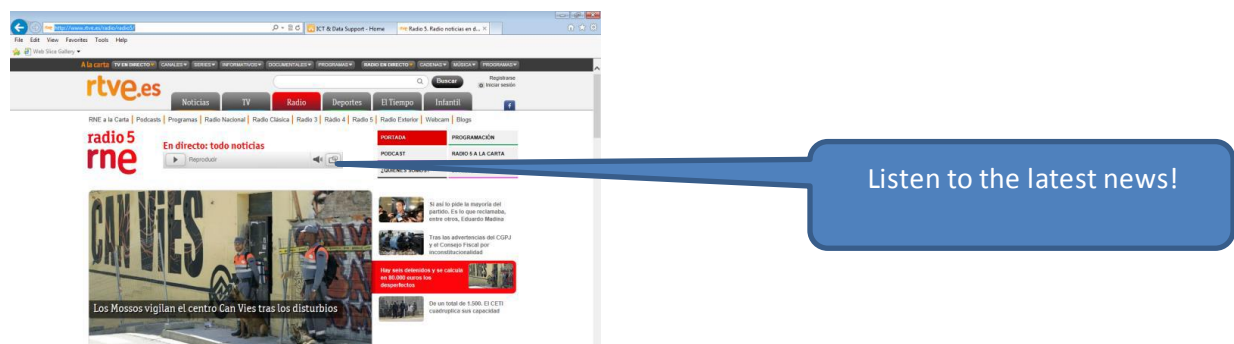 http://www.rtve.es/radio/radio5/
ICT & Data Support - Home
Radio 5. Radio noticias en d...
File Edit View Favorites Tools Help
Web Slice Gallery
A la carta TV EN DIRECTO CANALES SERIES INFORMATIVOS DOCUMENTALES PROGRAMAS RADIO EN DIRECTO CADENAS MÚSICA PROGRAMAS
rtve.es
Buscar
Registrarse
Iniciar sesión
Noticias TV Radio Deportes El Tiempo Infantil
RNE a la Carta Podcasts Programas Radio Nacional Radio Clásica Radio 3 Ràdio 4 Radio 5 Radio Exterior Webcam Blogs
radio 5
rne
En directo: todo noticias
Reproducir
PORTADA PROGRAMACIÓN
PODCAST RADIO 5 A LA CARTA
¿QUIÉNES SOMOS?
Listen to the latest news!
CAN VIES
Los Mossos vigilan el centro Can Vies tras los disturbios
Si así lo pide la mayoría del
partido. Es lo que reclamaba,
entre otros, Eduardo Madina
Tras las advertencias del CGPJ
y el Consejo Fiscal por
inconstitucionalidad
Hay seis detenidos y se calcula
en 80.000 euros los
desperfectos
De un total de 1.500. El CETI
cuadruplica sus capacidad